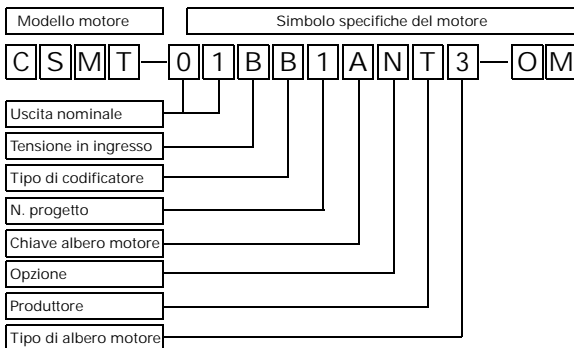 Modello motore Simbolo specifiche del motore
CSMT—01BB1ANT3—OM
Uscita nominale
Tensione in ingresso
Tipo di codificatore
N. progetto
Chiave albero motore
Opzione
Produttore
Tipo di albero motore